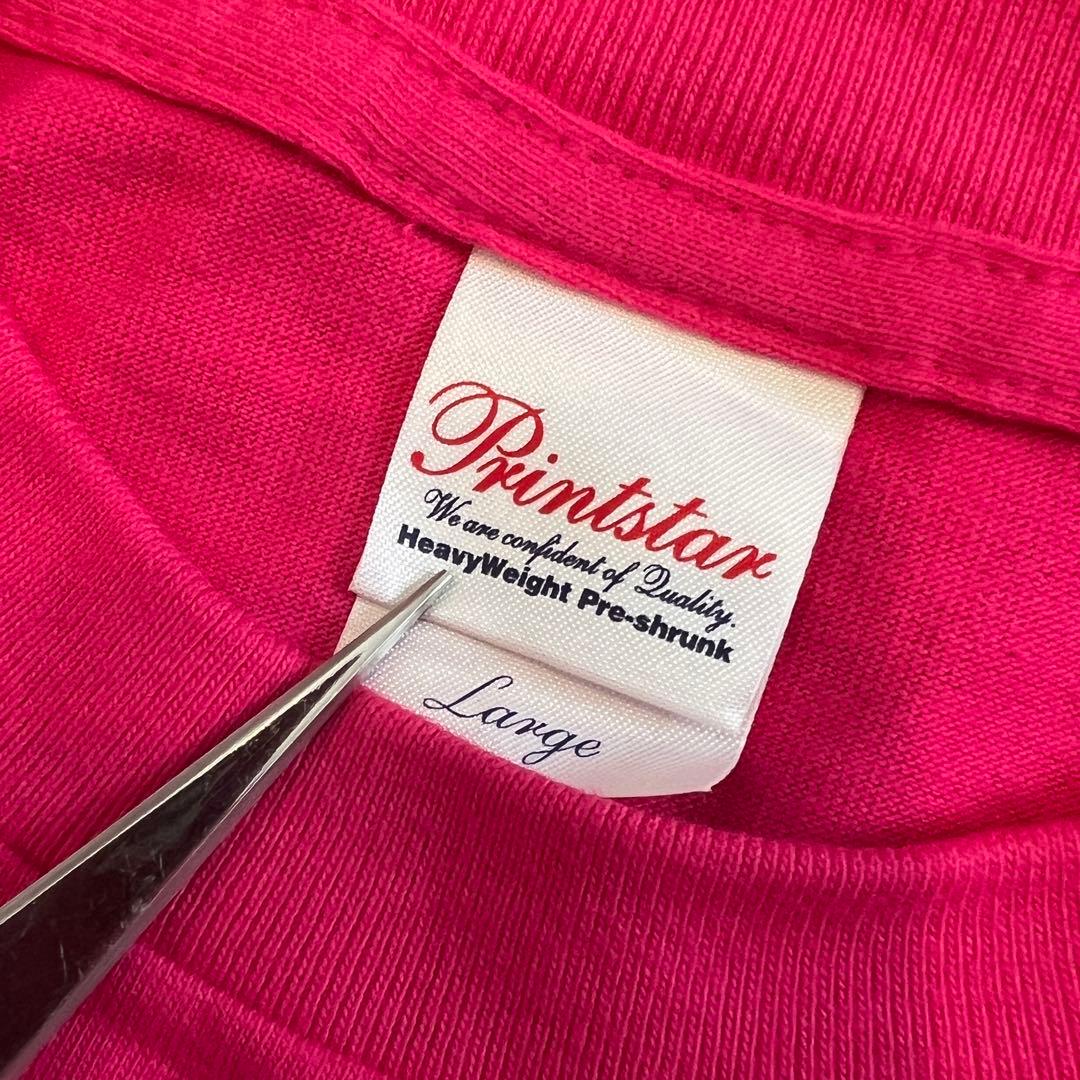 Printstar
We are confident of Quality.
HeavyWeight Pre-shrunk
Large